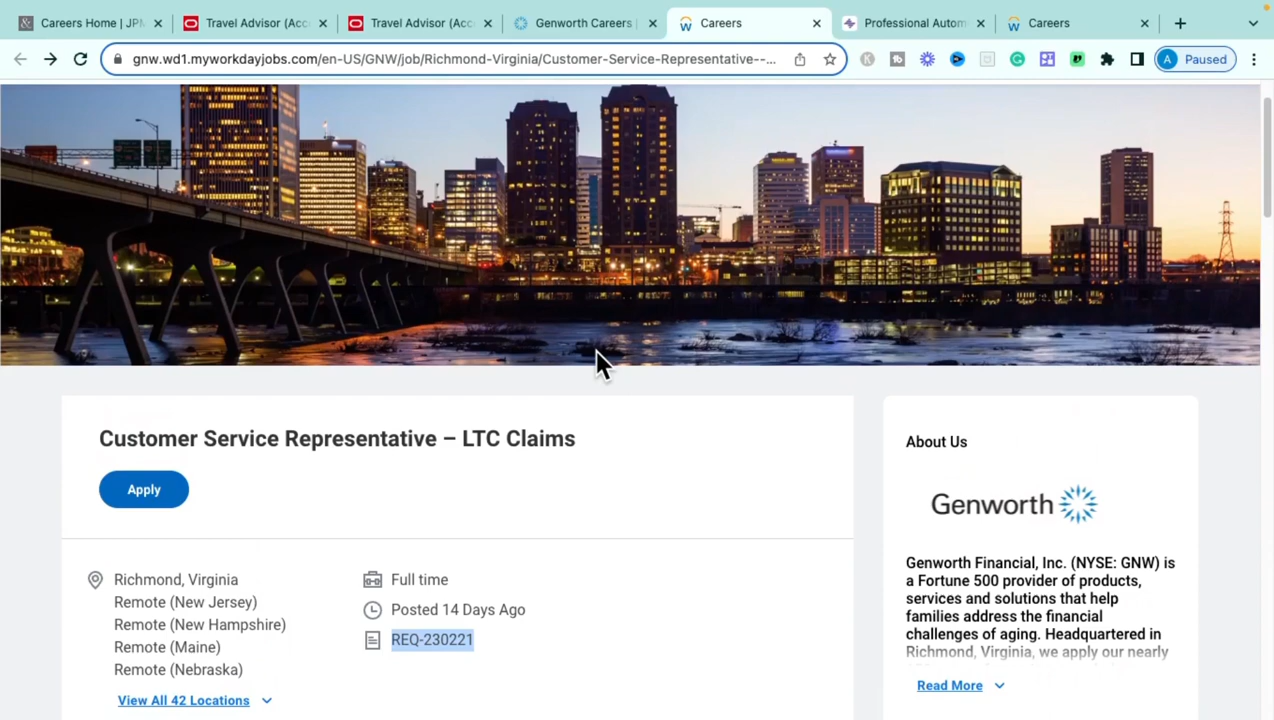 Careers Home | JPM
Travel Advisor (Acc
Travel Advisor (Acc
Genworth Careers |
Careers
Professional Autom
Careers
gnw.wd1.myworkdayjobs.com/en-US/GNW/job/Richmond-Virginia/Customer-Service-Representative--...
A Paused
Customer Service Representative – LTC Claims
Apply
Richmond, Virginia
Remote (New Jersey)
Remote (New Hampshire)
Remote (Maine)
Remote (Nebraska)
View All 42 Locations
Full time
Posted 14 Days Ago
REQ-230221
About Us
Genworth
Genworth Financial, Inc. (NYSE: GNW) is
a Fortune 500 provider of products,
services and solutions that help
families address the financial
challenges of aging. Headquartered in
Richmond, Virginia, we apply our nearly
Read More